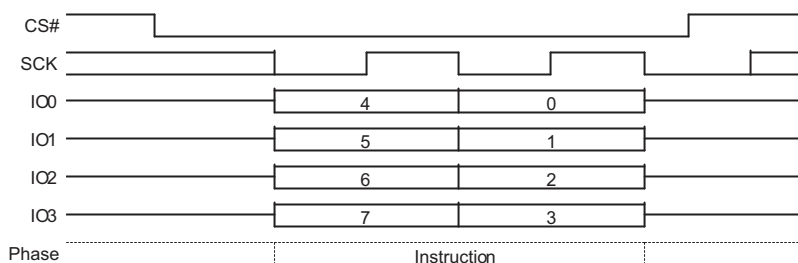 CS#
SCK
IO0 4 0
IO1 5 1
IO2 6 2
IO3 7 3
Phase Instruction